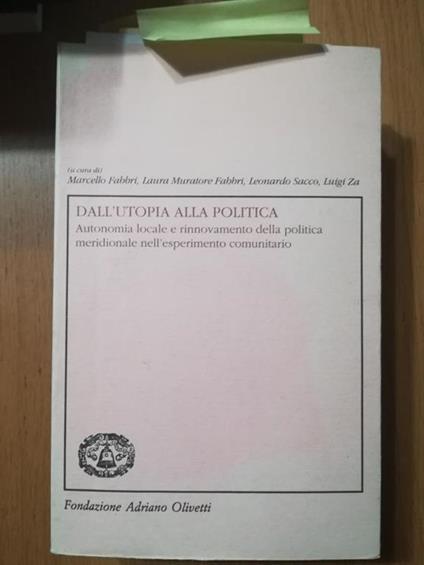 (a cura di)
Marcello Fabbri, Laura Muratore Fabbri, Leonardo Sacco, Luigi Za
DALL'UTOPIA ALLA POLITICA
Autonomia locale e rinnovamento della politica
meridionale nell'esperimento comunitario
Fondazione Adriano Olivetti